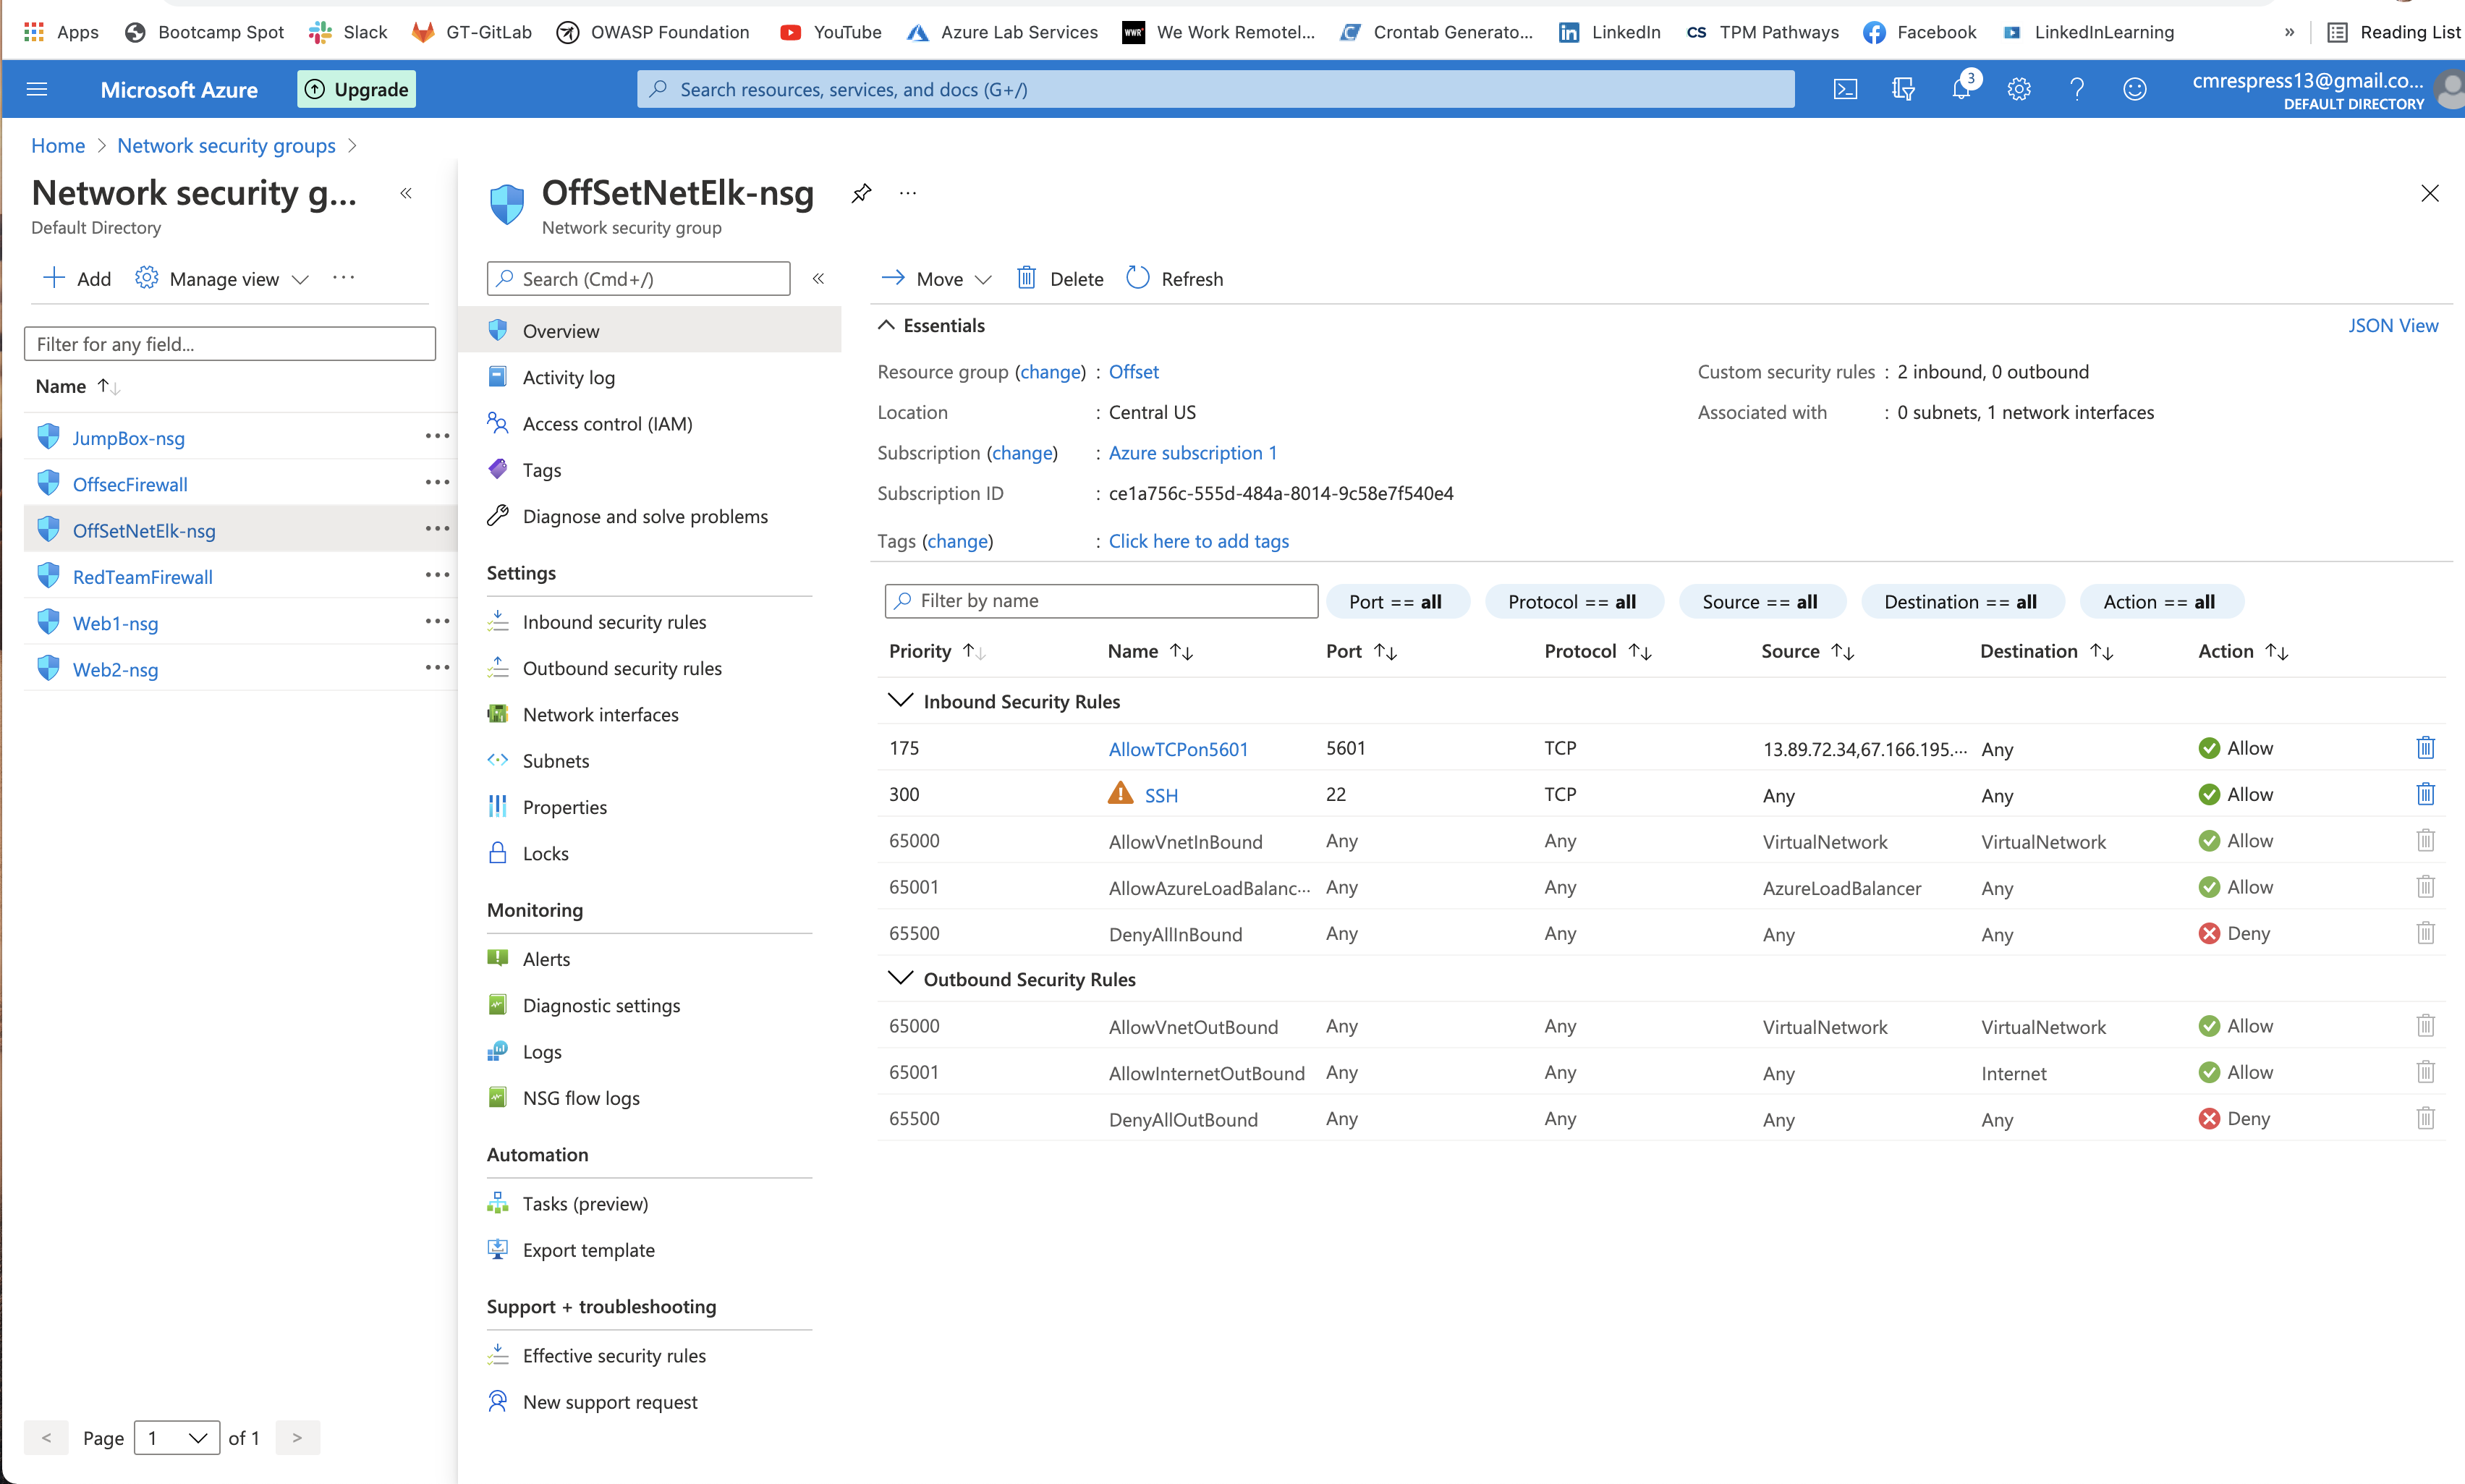 Apps Bootcamp Spot Slack GT-GitLab OWASP Foundation YouTube Azure Lab Services WWR We Work Remotel... Crontab Generato... in LinkedIn CS TPM Pathways Facebook LinkedInLearning » Reading List
Microsoft Azure Upgrade Search resources, services, and docs (G+/) 3 cmrespress13@gmail.co...
DEFAULT DIRECTORY
Home > Network security groups >
Network security g... «
Default Directory
Add Manage view ...
Filter for any field...
Name ↑↓
JumpBox-nsg ...
OffsecFirewall ...
OffSetNetElk-nsg ...
RedTeamFirewall ...
Web1-nsg ...
Web2-nsg ...
< Page 1 of 1 >
OffSetNetElk-nsg ...
Network security group
Search (Cmd+/) «
Overview
Activity log
Access control (IAM)
Tags
Diagnose and solve problems
Settings
Inbound security rules
Outbound security rules
Network interfaces
Subnets
Properties
Locks
Monitoring
Alerts
Diagnostic settings
Logs
NSG flow logs
Automation
Tasks (preview)
Export template
Support + troubleshooting
Effective security rules
New support request
Move Delete Refresh
Essentials JSON View
Resource group (change) : Offset
Location : Central US
Subscription (change) : Azure subscription 1
Subscription ID : ce1a756c-555d-484a-8014-9c58e7f540e4
Tags (change) : Click here to add tags
Custom security rules : 2 inbound, 0 outbound
Associated with : 0 subnets, 1 network interfaces
Filter by name Port == all Protocol == all Source == all Destination == all Action == all
Priority ↑↓ Name ↑↓ Port ↑↓ Protocol ↑↓ Source ↑↓ Destination ↑↓ Action ↑↓
Inbound Security Rules
175 AllowTCPon5601 5601 TCP 13.89.72.34,67.166.195.... Any Allow
300 SSH 22 TCP Any Any Allow
65000 AllowVnetInBound Any Any VirtualNetwork VirtualNetwork Allow
65001 AllowAzureLoadBalanc... Any Any AzureLoadBalancer Any Allow
65500 DenyAllInBound Any Any Any Any Deny
Outbound Security Rules
65000 AllowVnetOutBound Any Any VirtualNetwork VirtualNetwork Allow
65001 AllowInternetOutBound Any Any Any Internet Allow
65500 DenyAllOutBound Any Any Any Any Deny